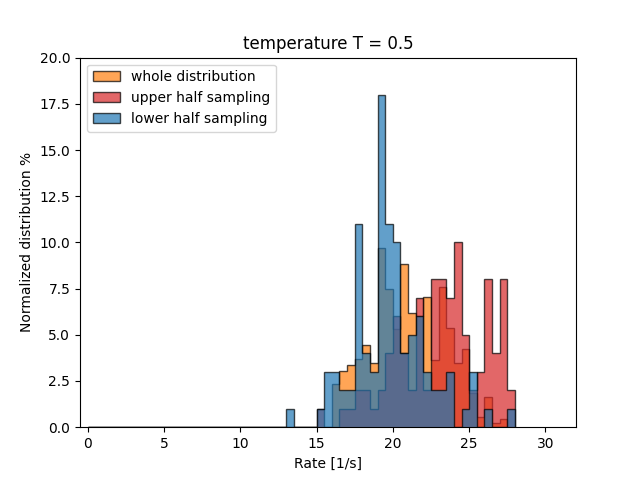 temperature T = 0.5
Normalized distribution %
20.0
17.5
15.0
12.5
10.0
7.5
5.0
2.5
0.0
whole distribution
upper half sampling
lower half sampling
0 5 10 15 20 25 30
Rate [1/s]